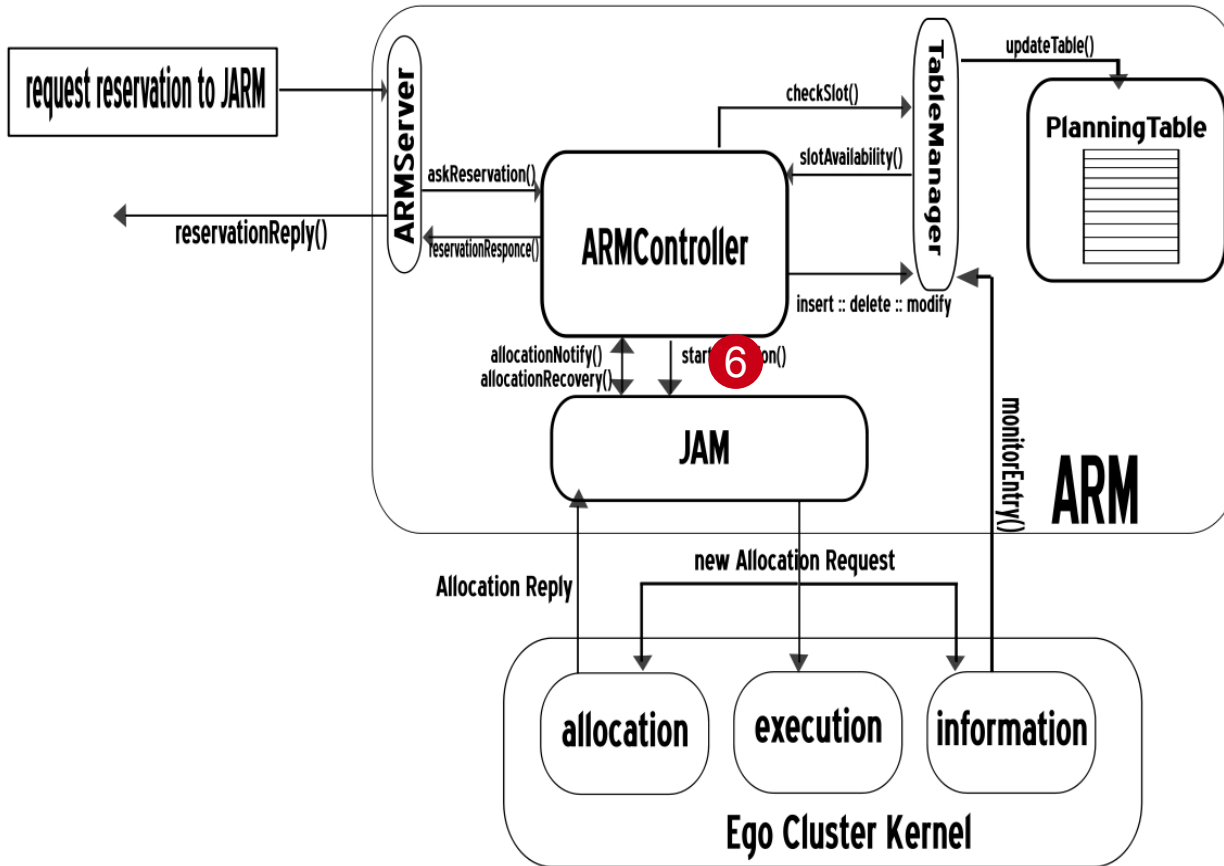 request reservation to JARM
ARMServer
TableManager
updateTable()
PlanningTable
checkSlot()
slotAvailability()
askReservation()
reservationReply()
reservationResponce()
ARMController
insert :: delete :: modify
allocationNotify()
allocationRecovery()
6
JAM
monitorEntry()
ARM
new Allocation Request
Allocation Reply
allocation
execution
information
Ego Cluster Kernel